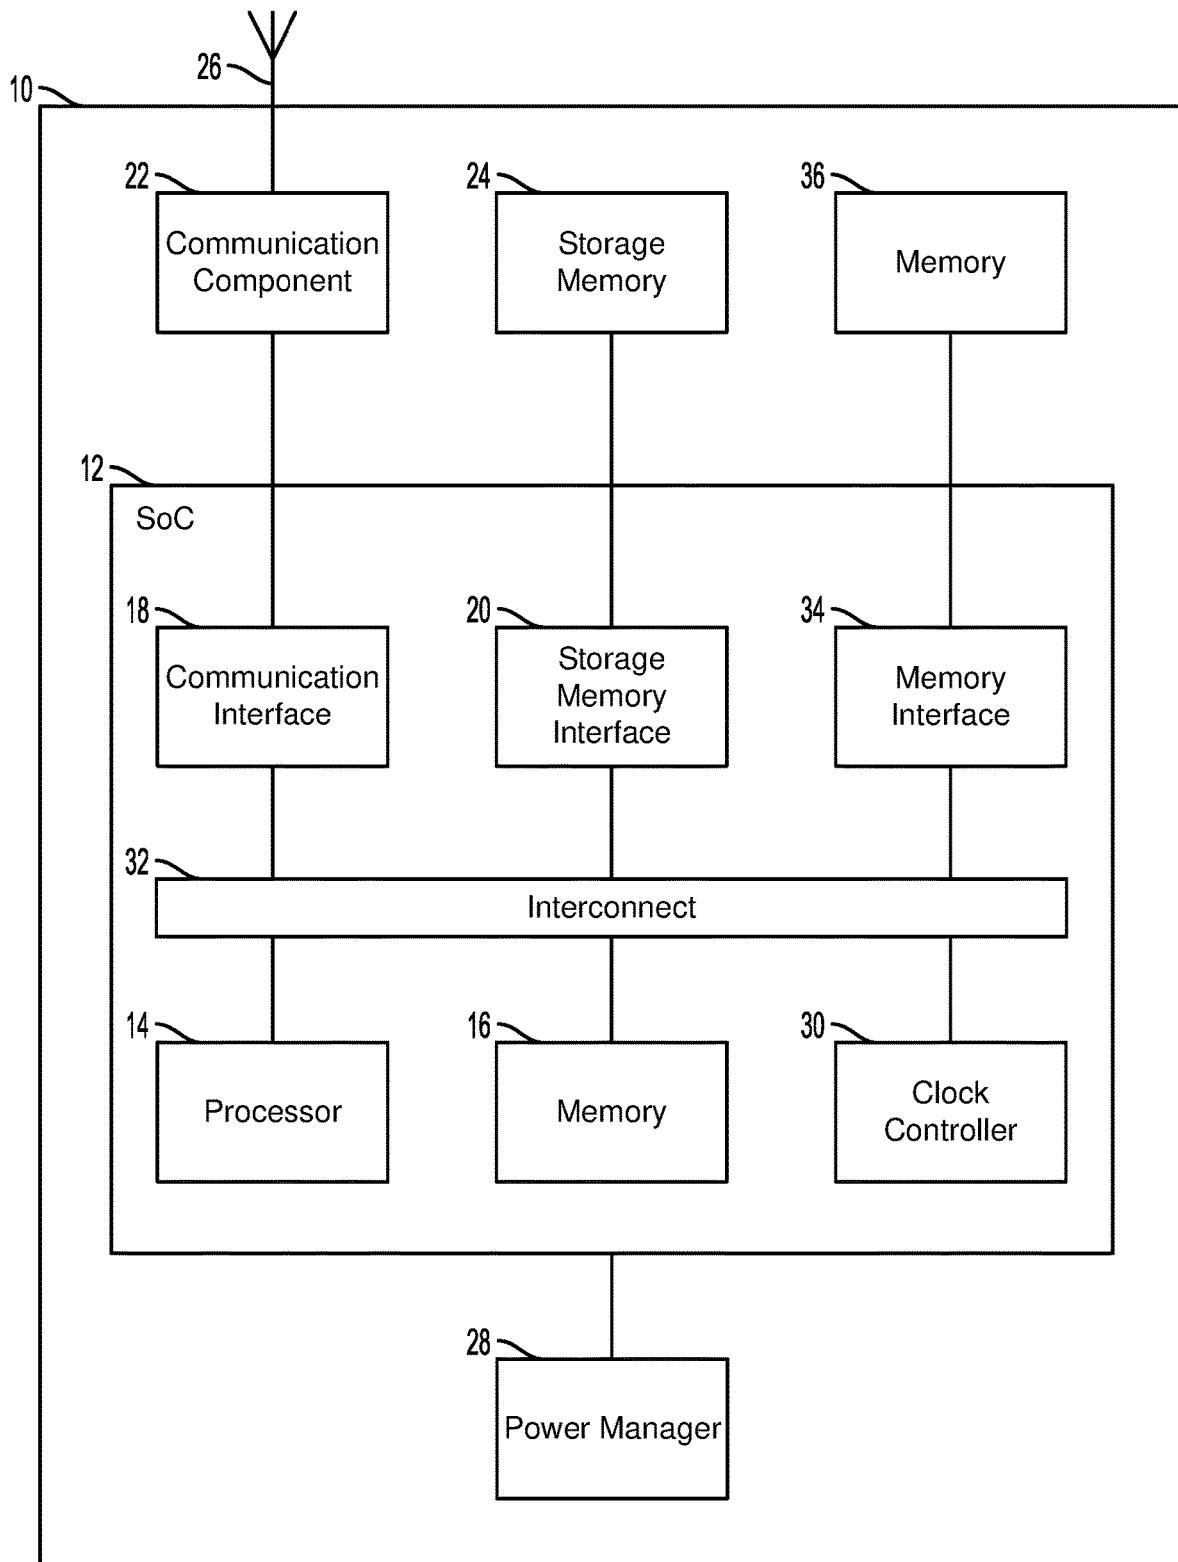 26
10
22
24
36
Communication
Component
Storage
Memory
Memory
12
SoC
18
20
34
Communication
Interface
Storage
Memory
Interface
Memory
Interface
32
Interconnect
14
16
30
Processor
Memory
Clock
Controller
28
Power Manager